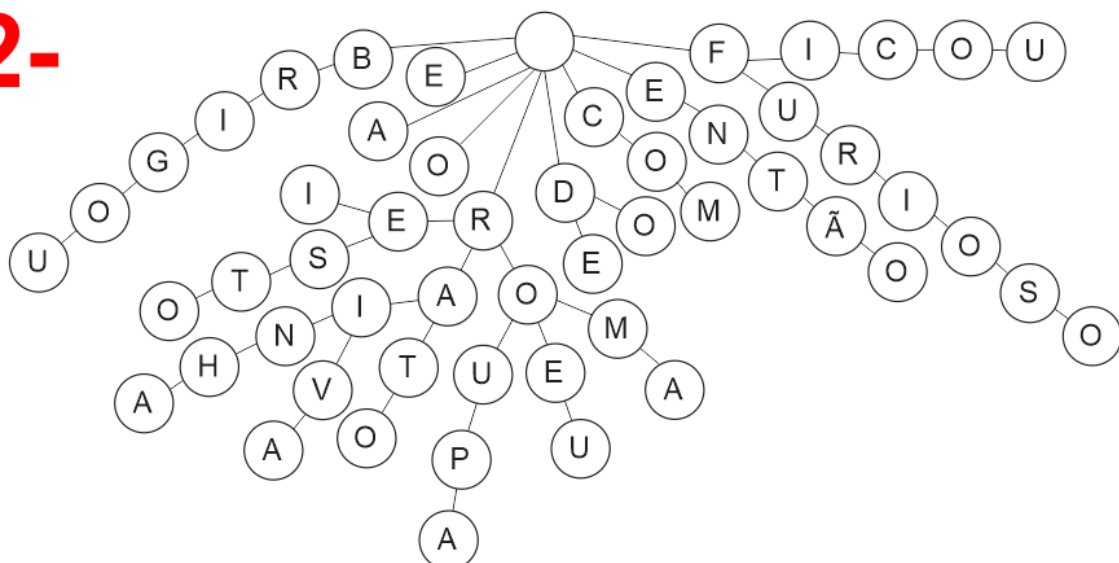 2-
B R I G O U
E
A
O
R E I
S T O
A I N H A
V A
T O
O U P A
E U
M A
D E
O
C O M
E N T Ã O
F I C O U
U R I O S O